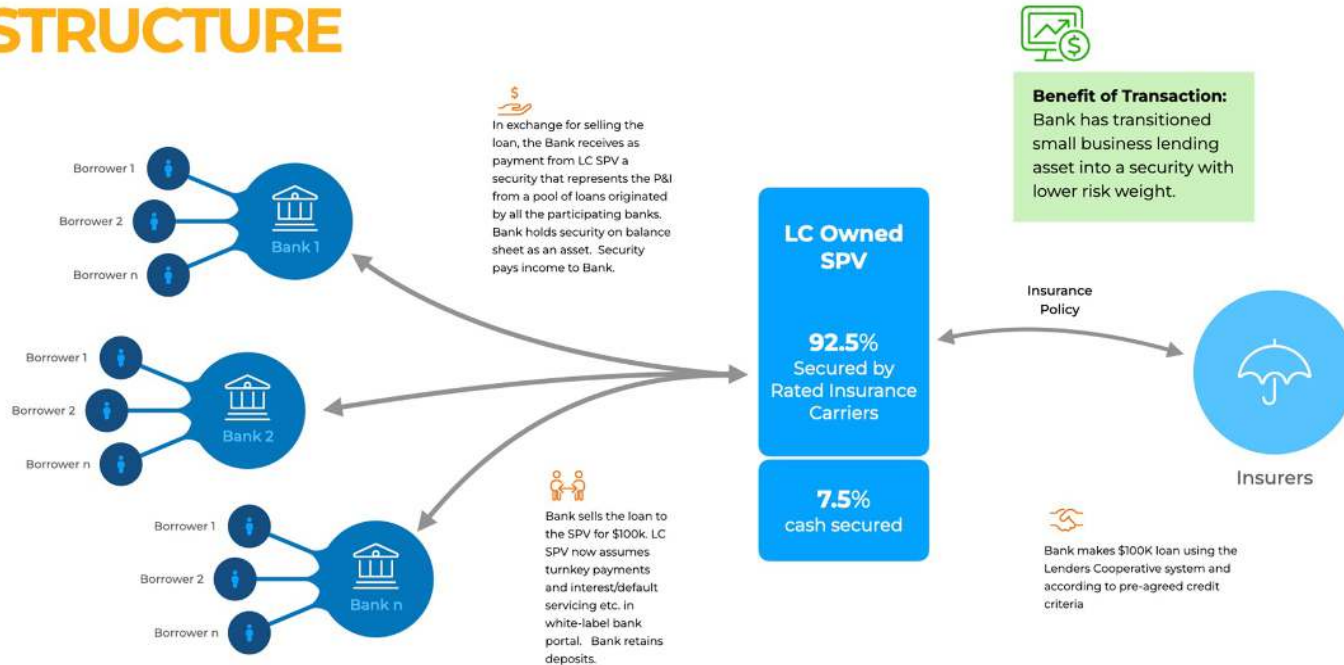 STRUCTURE
Borrower 1
Borrower 2
Borrower n
Bank 1
Borrower 1
Borrower 2
Borrower n
Bank 2
Borrower 1
Borrower 2
Borrower n
Bank n
$
In exchange for selling the
loan, the Bank receives as
payment from LC SPV a
security that represents the P&I
from a pool of loans originated
by all the participating banks.
Bank holds security on balance
sheet as an asset. Security
pays income to Bank.
Bank sells the loan to
the SPV for $100k. LC
SPV now assumes
turnkey payments
and interest/default
servicing etc. in
white-label bank
portal. Bank retains
deposits.
LC Owned
SPV
92.5%
Secured by
Rated Insurance
Carriers
7.5%
cash secured
$
Benefit of Transaction:
Bank has transitioned
small business lending
asset into a security with
lower risk weight.
Insurance
Policy
Insurers
Bank makes $100K loan using the
Lenders Cooperative system and
according to pre-agreed credit
criteria